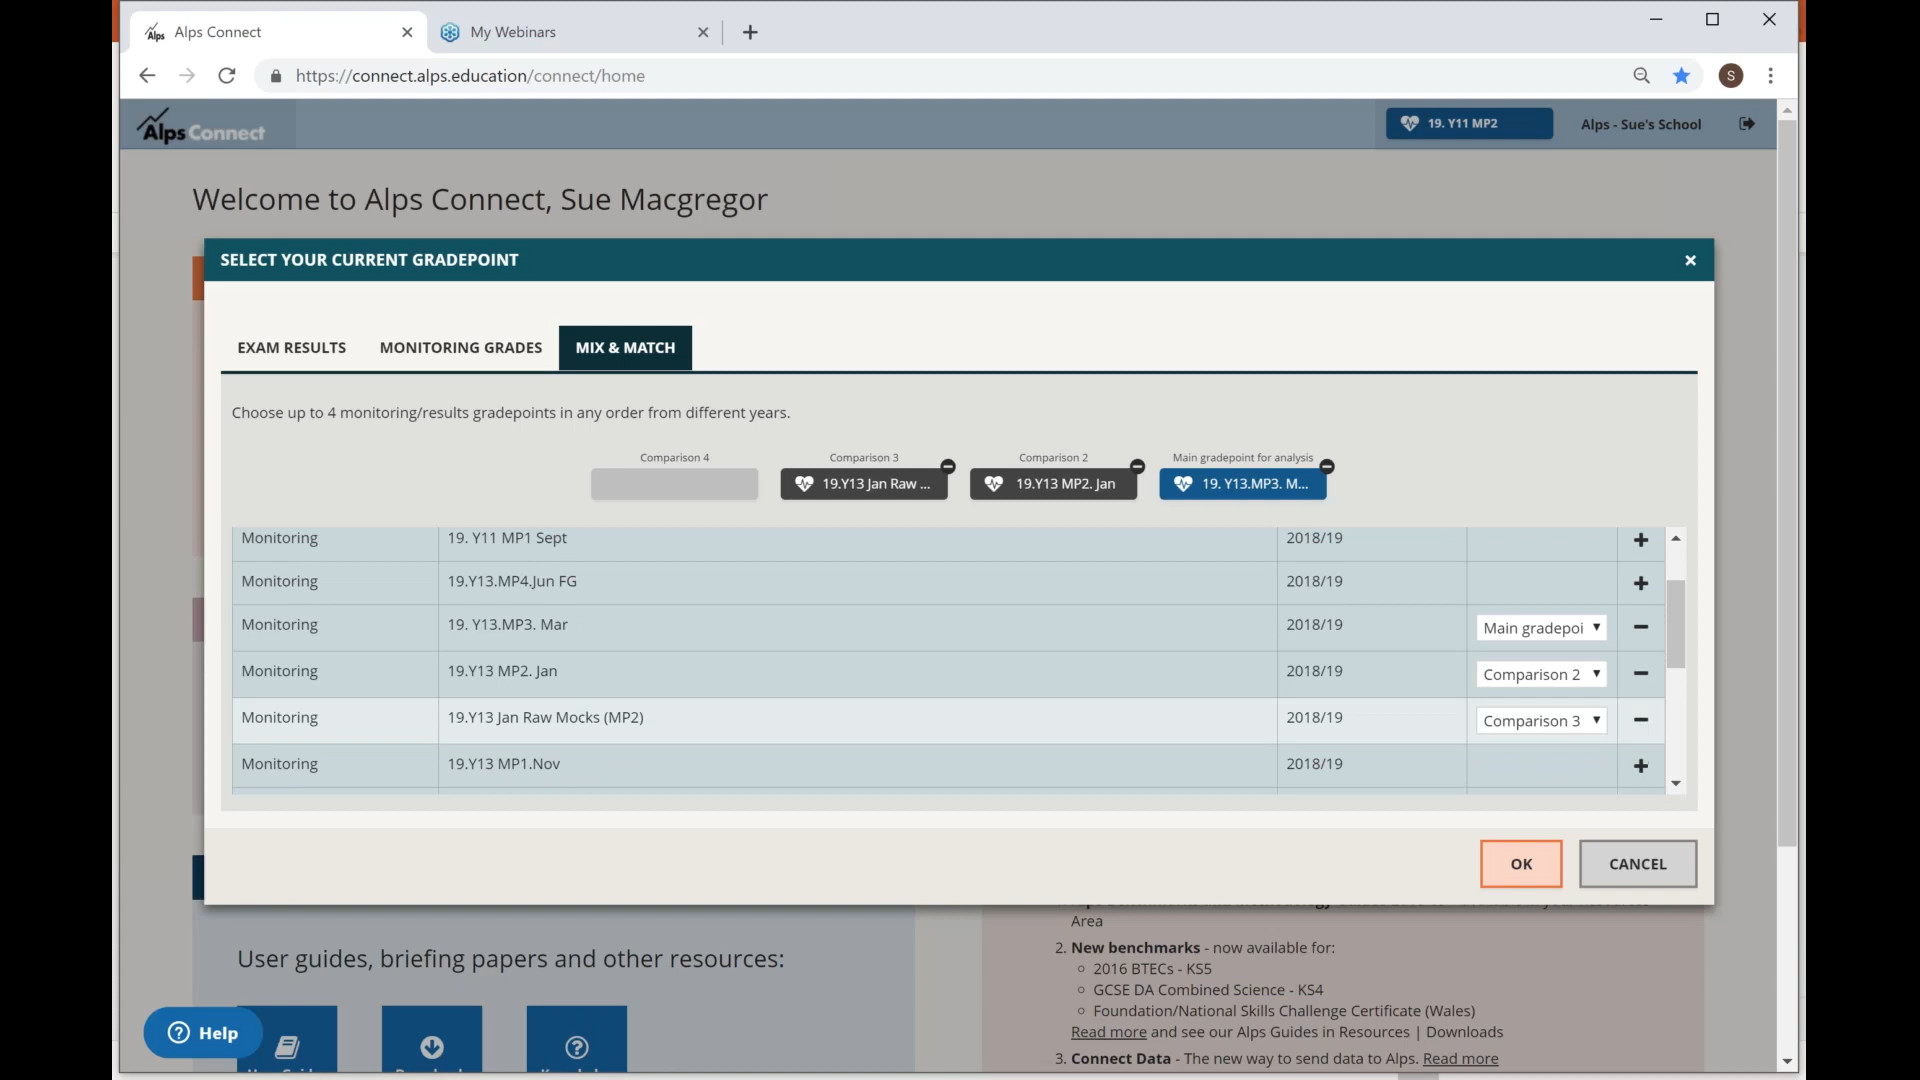 Alps Connect
My Webinars
https://connect.alps.education/connect/home
S
Alps Connect
19. Y11 MP2
Alps - Sue's School
Welcome to Alps Connect, Sue Macgregor
SELECT YOUR CURRENT GRADEPOINT
EXAM RESULTS
MONITORING GRADES
MIX & MATCH
Choose up to 4 monitoring/results gradepoints in any order from different years.
Comparison 4
Comparison 3
Comparison 2
Main gradepoint for analysis
19.Y13 Jan Raw ...
19.Y13 MP2. Jan
19. Y13.MP3. M...
Monitoring 19. Y11 MP1 Sept 2018/19
Monitoring 19.Y13.MP4.Jun FG 2018/19
Monitoring 19. Y13.MP3. Mar 2018/19 Main gradepoi
Monitoring 19.Y13 MP2. Jan 2018/19 Comparison 2
Monitoring 19.Y13 Jan Raw Mocks (MP2) 2018/19 Comparison 3
Monitoring 19.Y13 MP1.Nov 2018/19
OK
CANCEL
Area
2. New benchmarks - now available for:
2016 BTECs - KS5
GCSE DA Combined Science - KS4
Foundation/National Skills Challenge Certificate (Wales)
Read more and see our Alps Guides in Resources | Downloads
3. Connect Data - The new way to send data to Alps. Read more
User guides, briefing papers and other resources:
Help